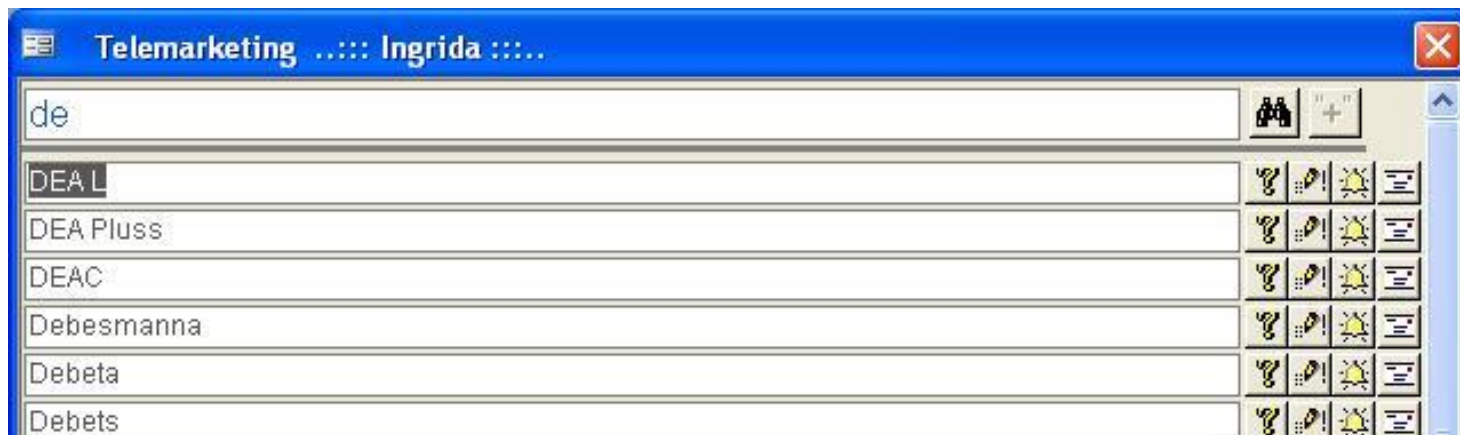 Telemarketing ..::: Ingrida :::..
de
"+"
DEA L
DEA Pluss
DEAC
Debesmanna
Debeta
Debets